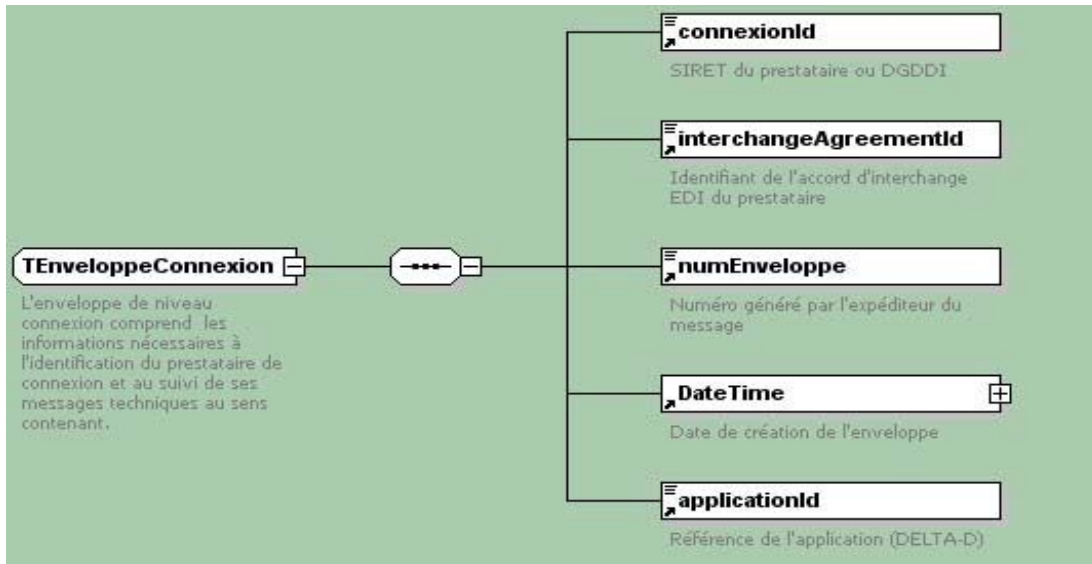 connexionId
SIRET du prestataire ou DGDDI
interchangeAgreementId
Identifiant de l'accord d'interchange
EDI du prestataire
TEnveloppeConnexion
L'enveloppe de niveau
connexion comprend les
informations nécessaires à
l'identification du prestataire de
connexion et au suivi de ses
messages techniques au sens
contenant.
numEnveloppe
Numéro généré par l'expéditeur du
message
DateTime
Date de création de l'enveloppe
applicationId
Référence de l'application (DELTA-D)